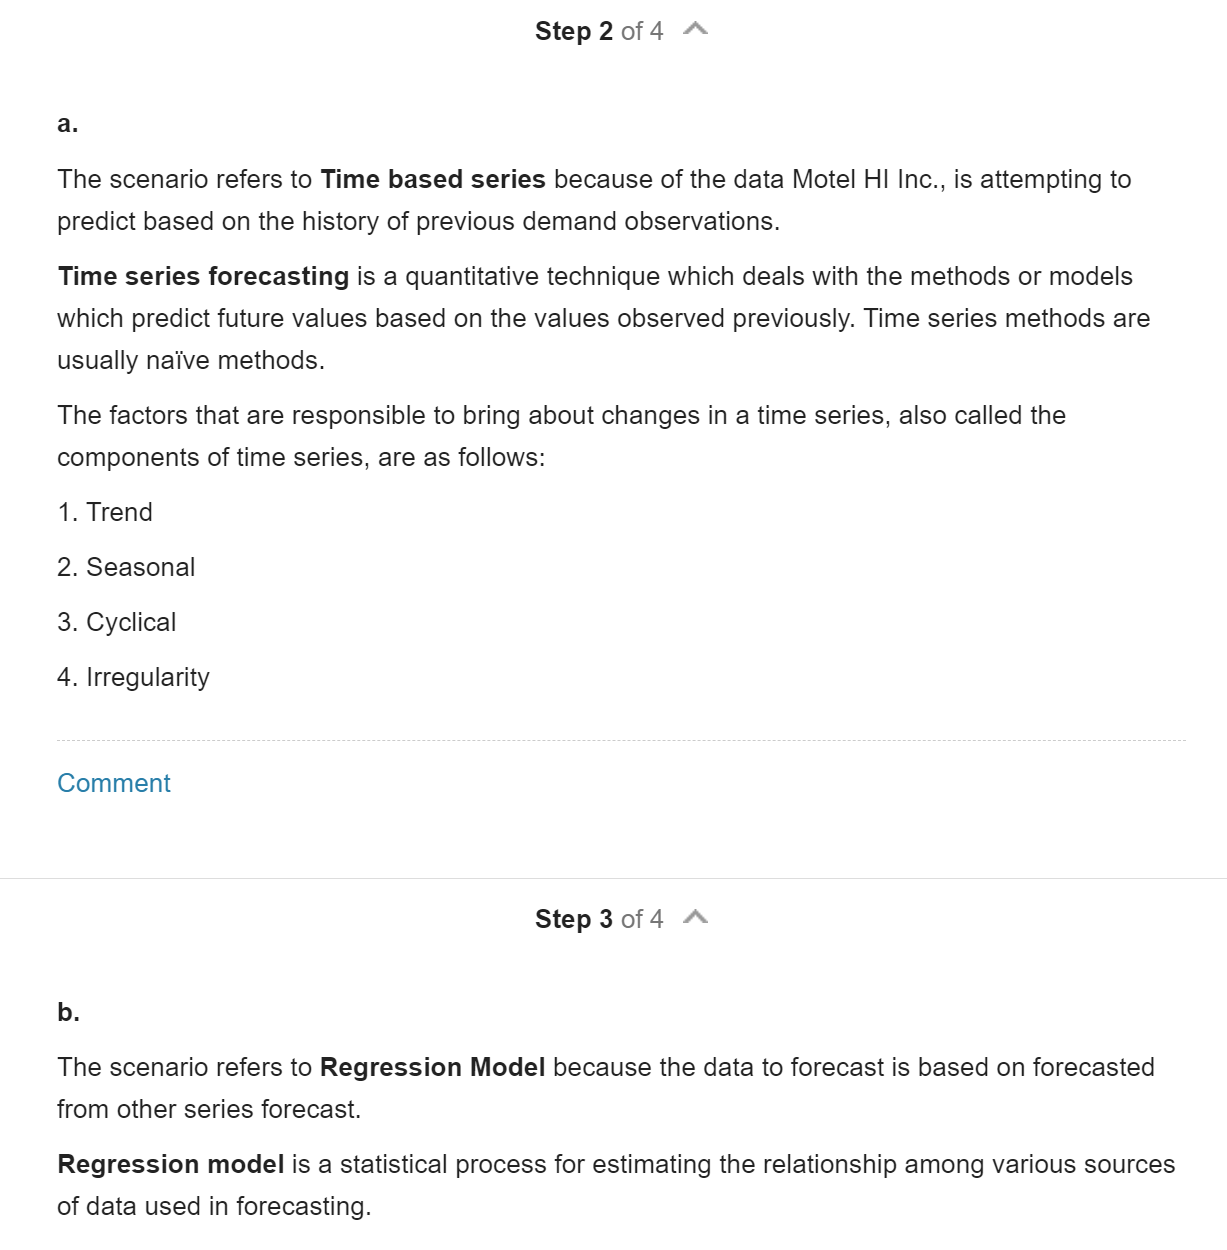 Step 2 of 4
a.
The scenario refers to Time based series because of the data Motel HI Inc., is attempting to
predict based on the history of previous demand observations.
Time series forecasting is a quantitative technique which deals with the methods or models
which predict future values based on the values observed previously. Time series methods are
usually naïve methods.
The factors that are responsible to bring about changes in a time series, also called the
components of time series, are as follows:
1. Trend
2. Seasonal
3. Cyclical
4. Irregularity
Comment
Step 3 of 4
b.
The scenario refers to Regression Model because the data to forecast is based on forecasted
from other series forecast.
Regression model is a statistical process for estimating the relationship among various sources
of data used in forecasting.